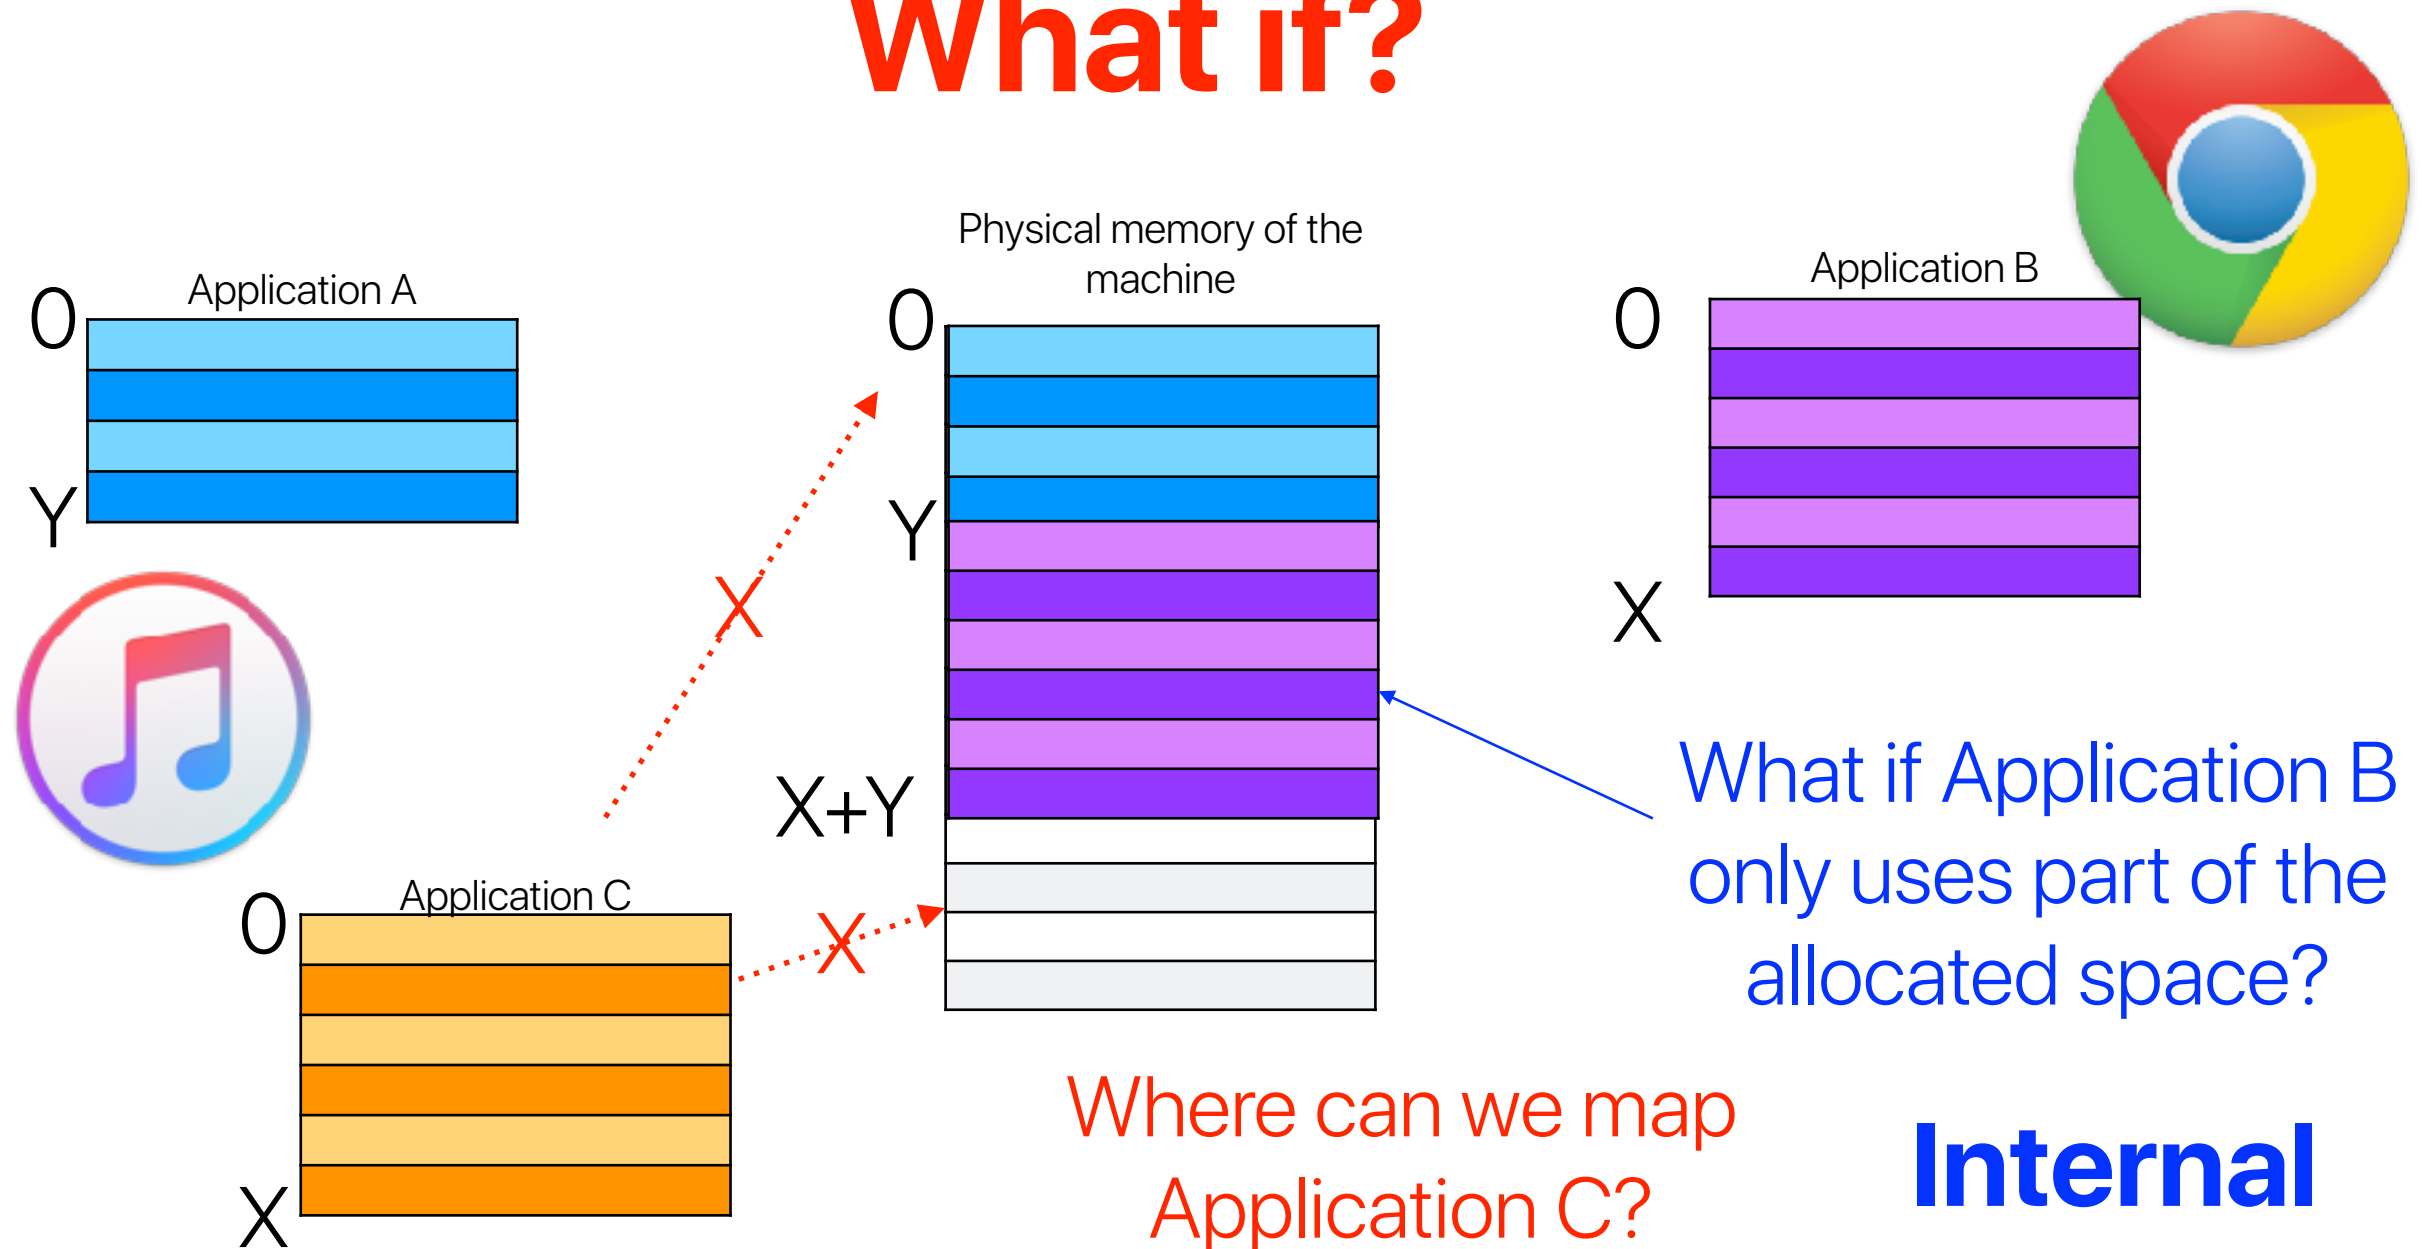 What if?
Physical memory of the
machine
Application A
0
Y
0
Y
X+Y
Application B
0
X
X
X
Application C
0
X
What if Application B
only uses part of the
allocated space?
Where can we map
Application C?
Internal